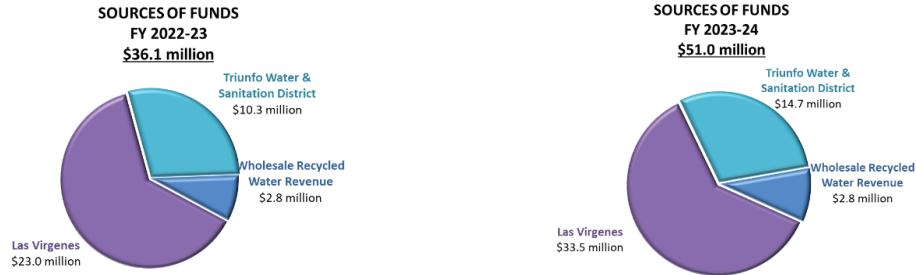 SOURCES OF FUNDS
FY 2022-23
$36.1 million
Triunfo Water &
Sanitation District
$10.3 million
Wholesale Recycled
Water Revenue
$2.8 million
Las Virgenes
$23.0 million
SOURCES OF FUNDS
FY 2023-24
$51.0 million
Triunfo Water &
Sanitation District
$14.7 million
Wholesale Recycled
Water Revenue
$2.8 million
Las Virgenes
$33.5 million